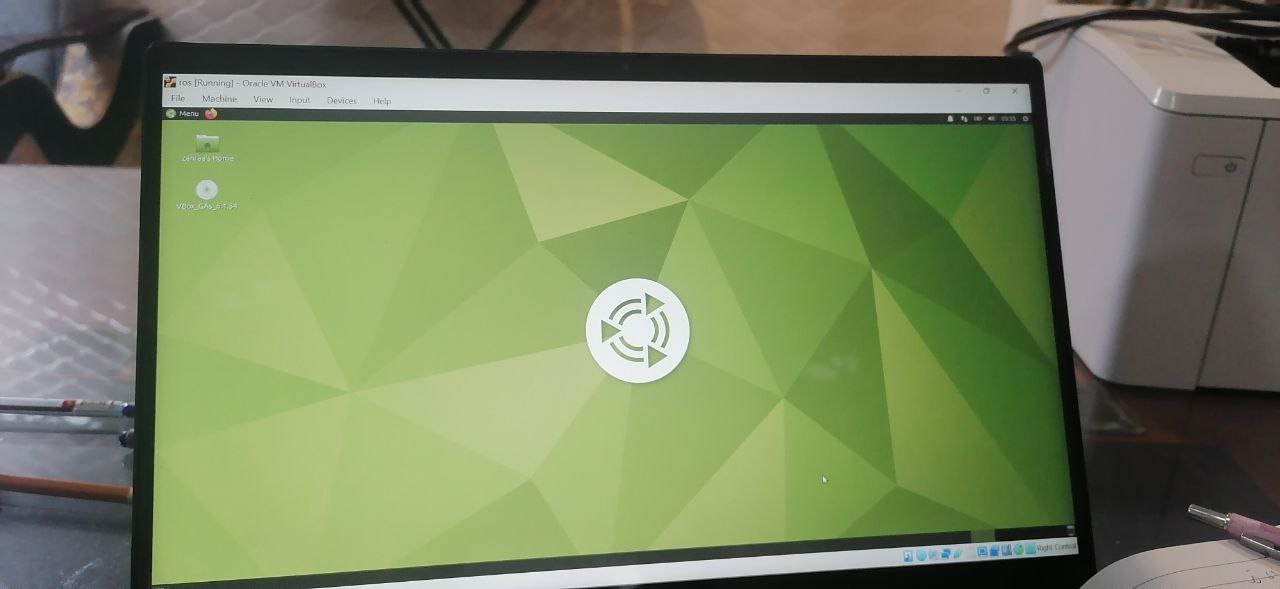 ros [Running] - Oracle VM VirtualBox
File Machine View Input Devices Help
Menu
VBox_GAs_6.1.34
Right Control